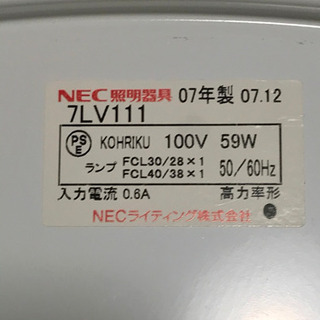 NEC照明器具 07年製 07.12
7LV111
PS
E
KOHRIKU 100V 59W
ランプ FCL30/28×1
FCL40/38×1 50/60Hz
入力電流 0.6A 高力率形
NECライティング株式会社